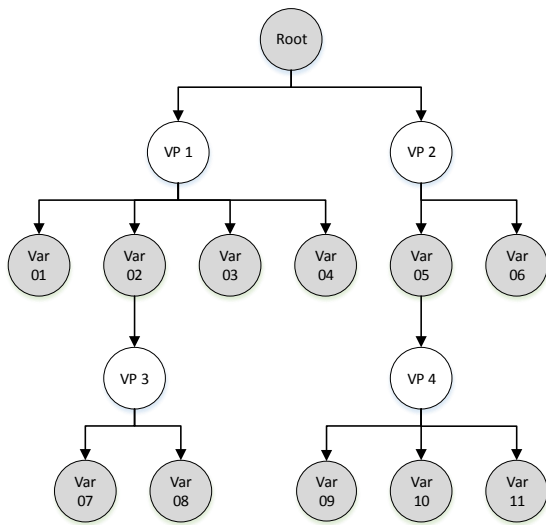 Root
VP 1
VP 2
Var
01
Var
02
Var
03
Var
04
Var
05
Var
06
VP 3
VP 4
Var
07
Var
08
Var
09
Var
10
Var
11